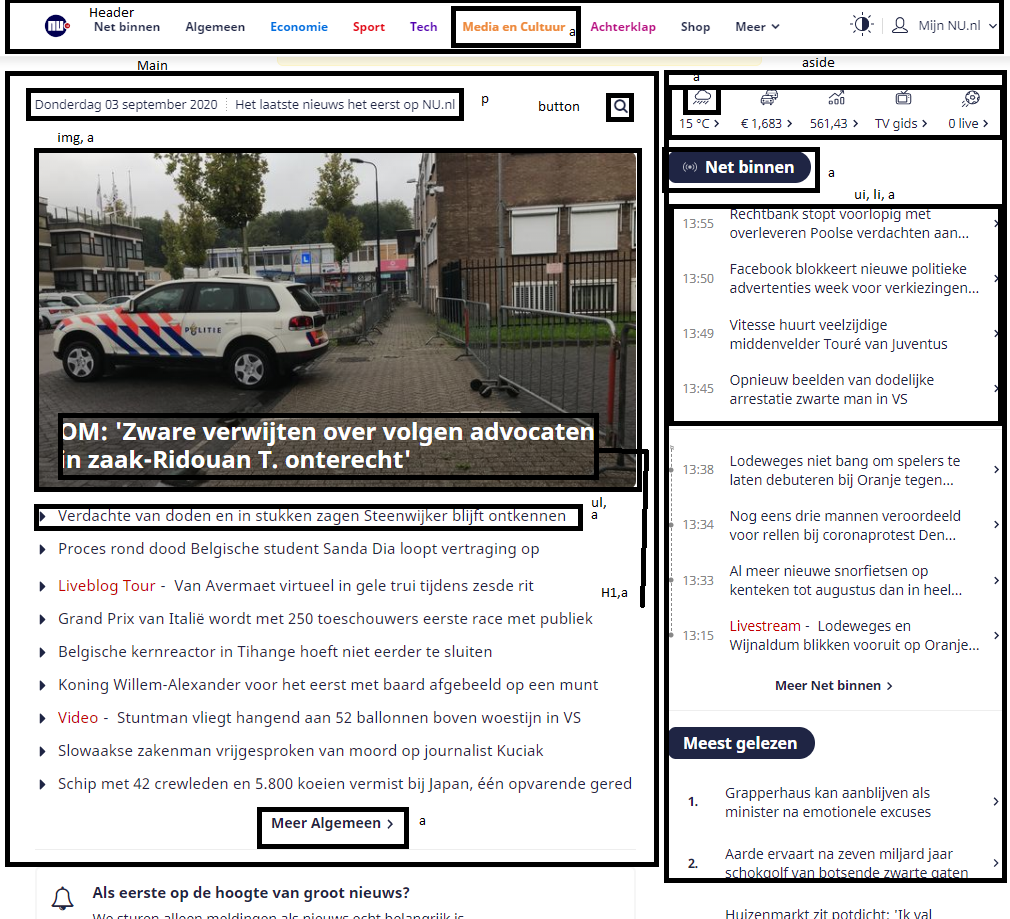 Header
nu
Net binnen Algemeen Economie Sport Tech Media en Cultuur a Achterklap Shop Meer Mijn NU.nl
Main
aside
a
Donderdag 03 september 2020 Het laatste nieuws het eerst op NU.nl
p
button
15 °C € 1,683 561,43 TV gids 0 live
img, a
Net binnen
a
ui, li, a
POLITIE
OM: 'Zware verwijten over volgen advocaten
in zaak-Ridouan T. onterecht'
ul,
a
Verdachte van doden en in stukken zagen Steenwijker blijft ontkennen
Proces rond dood Belgische student Sanda Dia loopt vertraging op
Liveblog Tour - Van Avermaet virtueel in gele trui tijdens zesde rit
H1,a
Grand Prix van Italië wordt met 250 toeschouwers eerste race met publiek
Belgische kernreactor in Tihange hoeft niet eerder te sluiten
Koning Willem-Alexander voor het eerst met baard afgebeeld op een munt
Video - Stuntman vliegt hangend aan 52 ballonnen boven woestijn in VS
Slowaakse zakenman vrijgesproken van moord op journalist Kuciak
Schip met 42 crewleden en 5.800 koeien vermist bij Japan, één opvarende gered
Meer Algemeen
a
Als eerste op de hoogte van groot nieuws?
We sturen alleen meldingen als nieuws echt belangrijk is
13:55 Rechtbank stopt voorlopig met
overleveren Poolse verdachten aan...
13:50 Facebook blokkeert nieuwe politieke
advertenties week voor verkiezingen...
13:49 Vitesse huurt veelzijdige
middenvelder Touré van Juventus
13:45 Opnieuw beelden van dodelijke
arrestatie zwarte man in VS
13:38 Lodeweges niet bang om spelers te
laten debuteren bij Oranje tegen...
13:34 Nog eens drie mannen veroordeeld
voor rellen bij coronaprotest Den...
13:33 Al meer nieuwe snorfietsen op
kenteken tot augustus dan in heel...
13:15 Livestream - Lodeweges en
Wijnaldum blikken vooruit op Oranje...
Meer Net binnen
Meest gelezen
1. Grapperhaus kan aanblijven als
minister na emotionele excuses
2. Aarde ervaart na zeven miljard jaar
schokgolf van botsende zwarte gaten
Huizenmarkt zit potdicht: 'Ik val